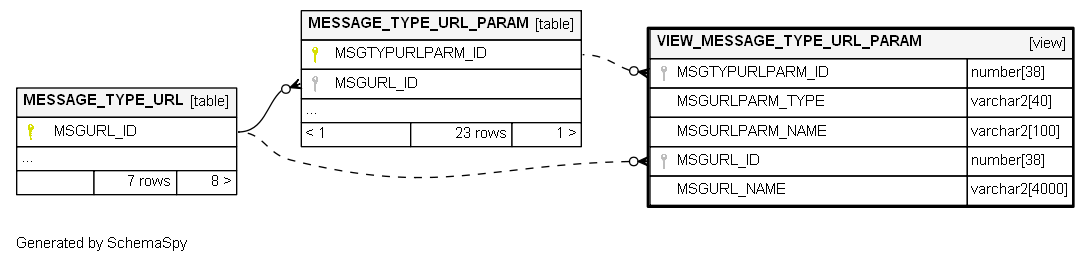 MESSAGE_TYPE_URL_PARAM [table]
MSGTYPURLPARM_ID
MSGURL_ID
...
< 1 23 rows 1 >
MESSAGE_TYPE_URL [table]
MSGURL_ID
...
7 rows 8 >
VIEW_MESSAGE_TYPE_URL_PARAM [view]
MSGTYPURLPARM_ID number[38]
MSGURLPARM_TYPE varchar2[40]
MSGURLPARM_NAME varchar2[100]
MSGURL_ID number[38]
MSGURL_NAME varchar2[4000]
Generated by SchemaSpy